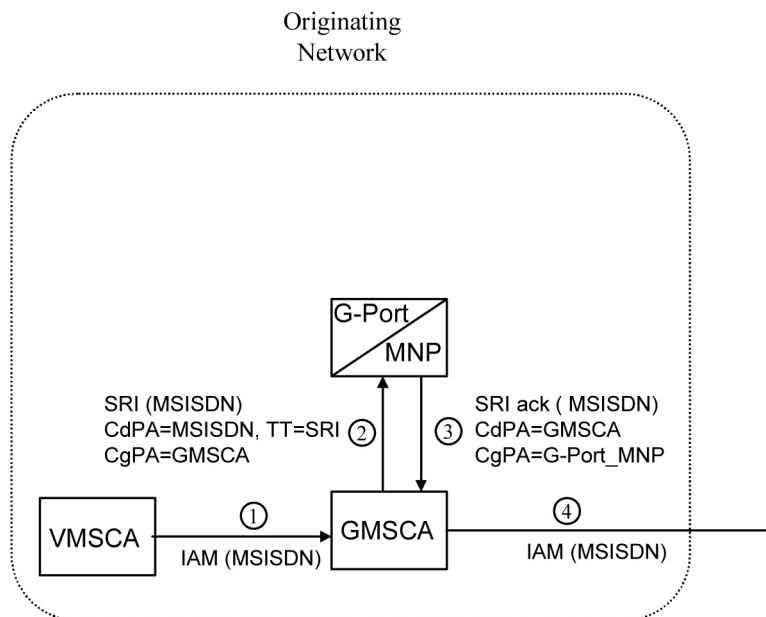 Originating
Network
G-Port
MNP
SRI (MSISDN)
CdPA=MSISDN, TT=SRI
CgPA=GMSCA
2
3
SRI ack ( MSISDN)
CdPA=GMSCA
CgPA=G-Port_MNP
VMSCA
1
IAM (MSISDN)
GMSCA
4
IAM (MSISDN)